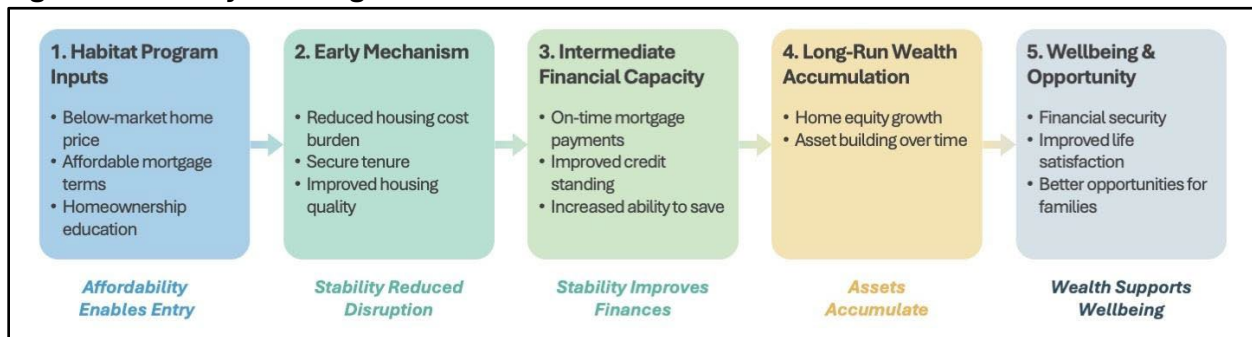 1. Habitat Program
Inputs
• Below-market home
price
• Affordable mortgage
terms
• Homeownership
education
2. Early Mechanism
• Reduced housing cost
burden
• Secure tenure
• Improved housing
quality
3. Intermediate
Financial Capacity
• On-time mortgage
payments
• Improved credit
standing
• Increased ability to save
4. Long-Run Wealth
Accumulation
• Home equity growth
• Asset building over time
5. Wellbeing &
Opportunity
• Financial security
• Improved life
satisfaction
• Better opportunities for
families
Affordability
Enables Entry
Stability Reduced
Disruption
Stability Improves
Finances
Assets
Accumulate
Wealth Supports
Wellbeing